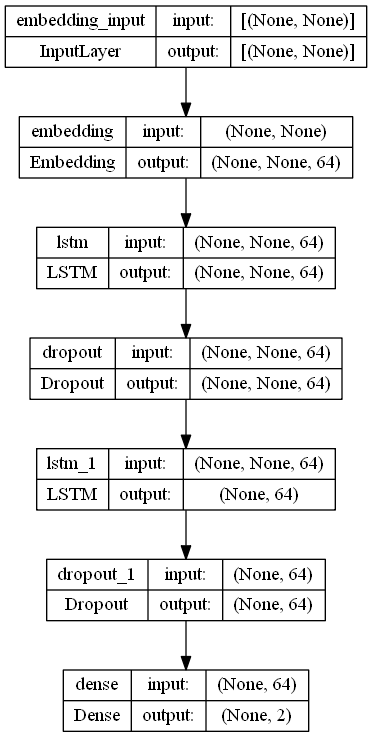 embedding_input input: [(None, None)]
InputLayer output: [(None, None)]
embedding input: (None, None)
Embedding output: (None, None, 64)
lstm input: (None, None, 64)
LSTM output: (None, None, 64)
dropout input: (None, None, 64)
Dropout output: (None, None, 64)
lstm_1 input: (None, None, 64)
LSTM output: (None, 64)
dropout_1 input: (None, 64)
Dropout output: (None, 64)
dense input: (None, 64)
Dense output: (None, 2)